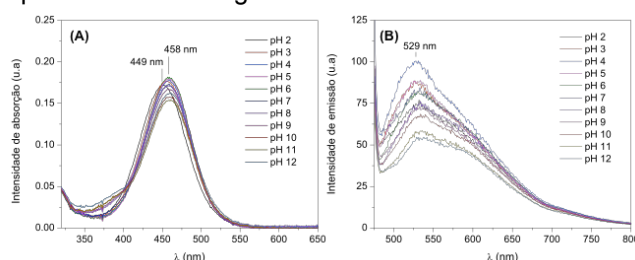 (A)
458 nm
449 nm
pH 2
pH 3
pH 4
pH 5
pH 6
pH 7
pH 8
pH 9
pH 10
pH 11
pH 12
Intensidade de absorção (u.a)
0.25
0.20
0.15
0.10
0.05
0.00
350 400 450 500 550 600 650
λ (nm)
(B)
529 nm
pH 2
pH 3
pH 4
pH 5
pH 6
pH 7
pH 8
pH 9
pH 10
pH 11
pH 12
Intensidade de emissão (u.a)
125
100
75
50
25
0
500 550 600 650 700 750 800
λ (nm)